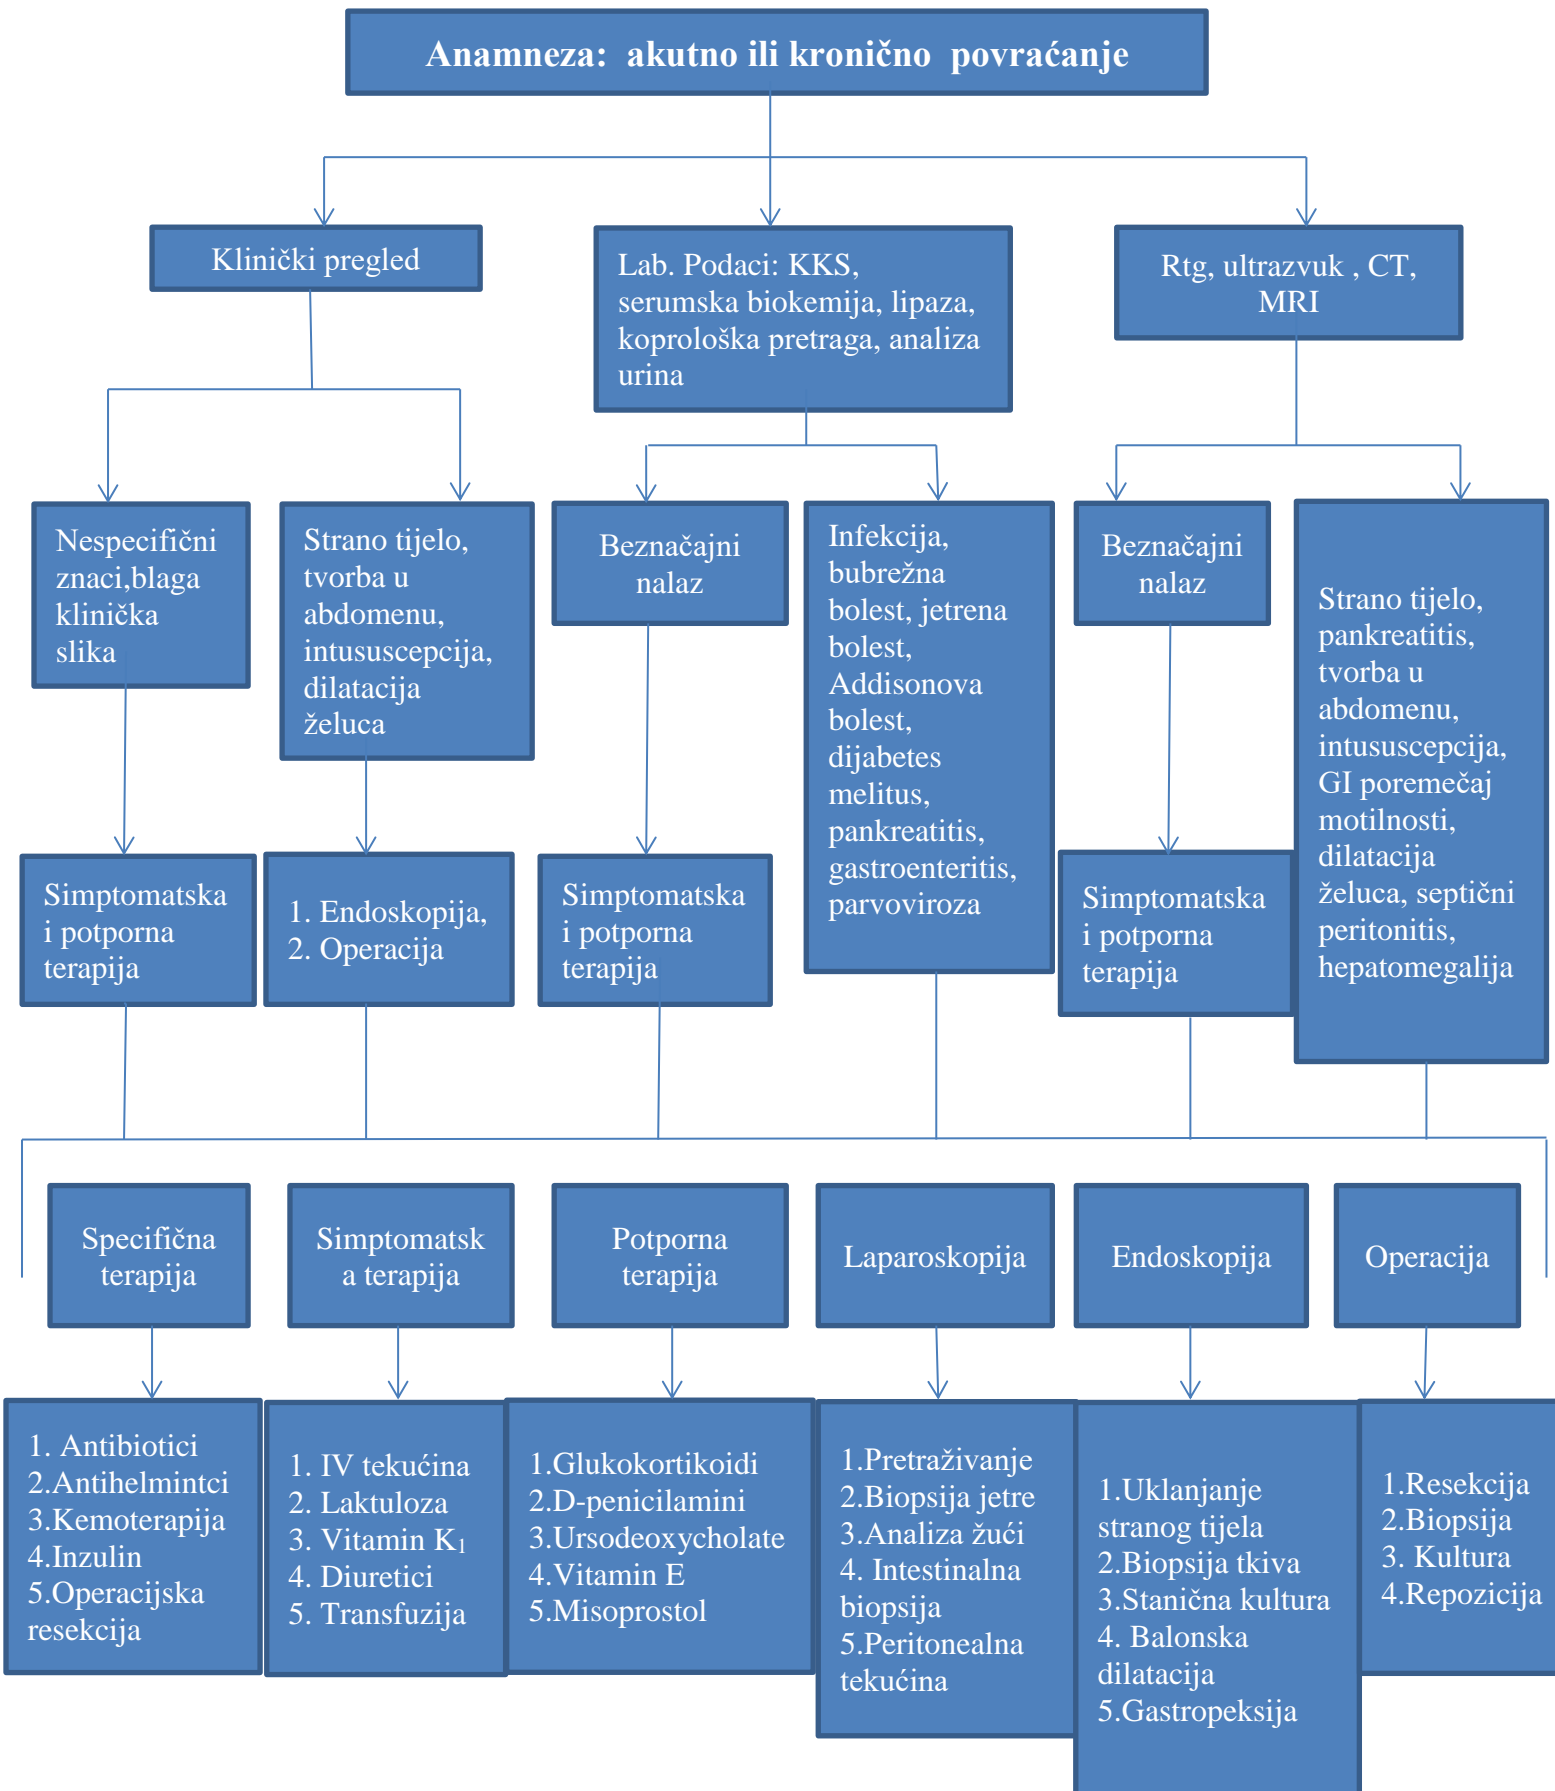 Anamneza:  akutno ili kronično  povraćanje
Klinički pregled
Lab. Podaci: KKS,
serumska biokemija, lipaza,
koprološka pretraga, analiza
urina
Rtg, ultrazvuk , CT,
MRI
Nespecifični
znaci,blaga
klinička
slika
Strano tijelo,
tvorba u
abdomenu,
intususcepcija,
dilatacija
želuca
Beznačajni
nalaz
Infekcija,
bubrežna
bolest, jetrena
bolest,
Addisonova
bolest,
dijabetes
melitus,
pankreatitis,
gastroenteritis,
parvoviroza
Beznačajni
nalaz
Strano tijelo,
pankreatitis,
tvorba u
abdomenu,
intususcepcija,
GI poremečaj
motilnosti,
dilatacija
želuca, septični
peritonitis,
hepatomegalija
Simptomatska
i potporna
terapija
1. Endoskopija,
2. Operacija
Simptomatska
i potporna
terapija
Simptomatska
i potporna
terapija
Specifična
terapija
Simptomatsk
a terapija
Potporna
terapija
Laparoskopija
Endoskopija
Operacija
1. Antibiotici
2.Antihelmintci
3.Kemoterapija
4.Inzulin
5.Operacijska
resekcija
1. IV tekućina
2. Laktuloza
3. Vitamin K₁
4. Diuretici
5. Transfuzija
1.Glukokortikoidi
2.D-penicilamini
3.Ursodeoxycholate
4.Vitamin E
5.Misoprostol
1.Pretraživanje
2.Biopsija jetre
3.Analiza žući
4. Intestinalna
biopsija
5.Peritonealna
tekućina
1.Uklanjanje
stranog tijela
2.Biopsija tkiva
3.Stanična kultura
4. Balonska
dilatacija
5.Gastropeksija
1.Resekcija
2.Biopsija
3. Kultura
4.Repozicija